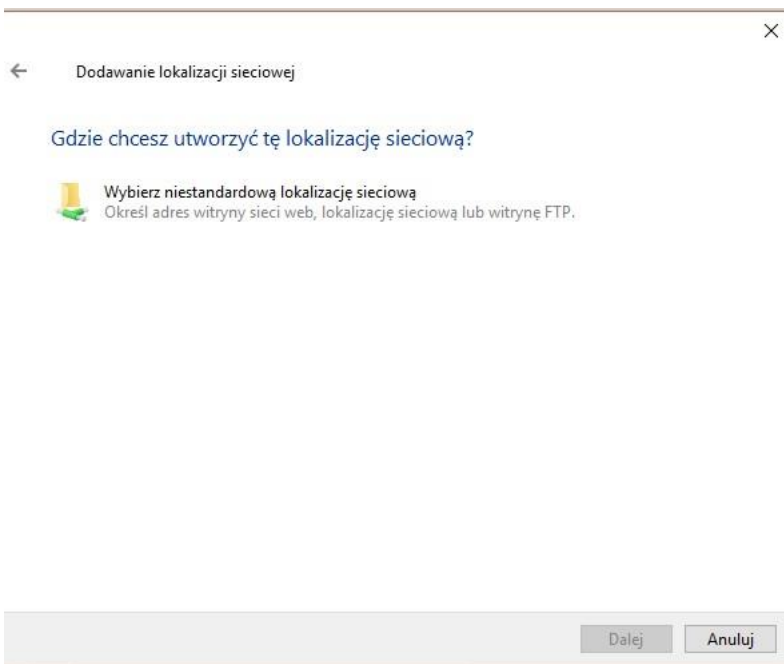 Dodawanie lokalizacji sieciowej
Gdzie chcesz utworzyć tę lokalizację sieciową?
Wybierz niestandardową lokalizację sieciową
Określ adres witryny sieci web, lokalizację sieciową lub witrynę FTP.
Dalej
Anuluj